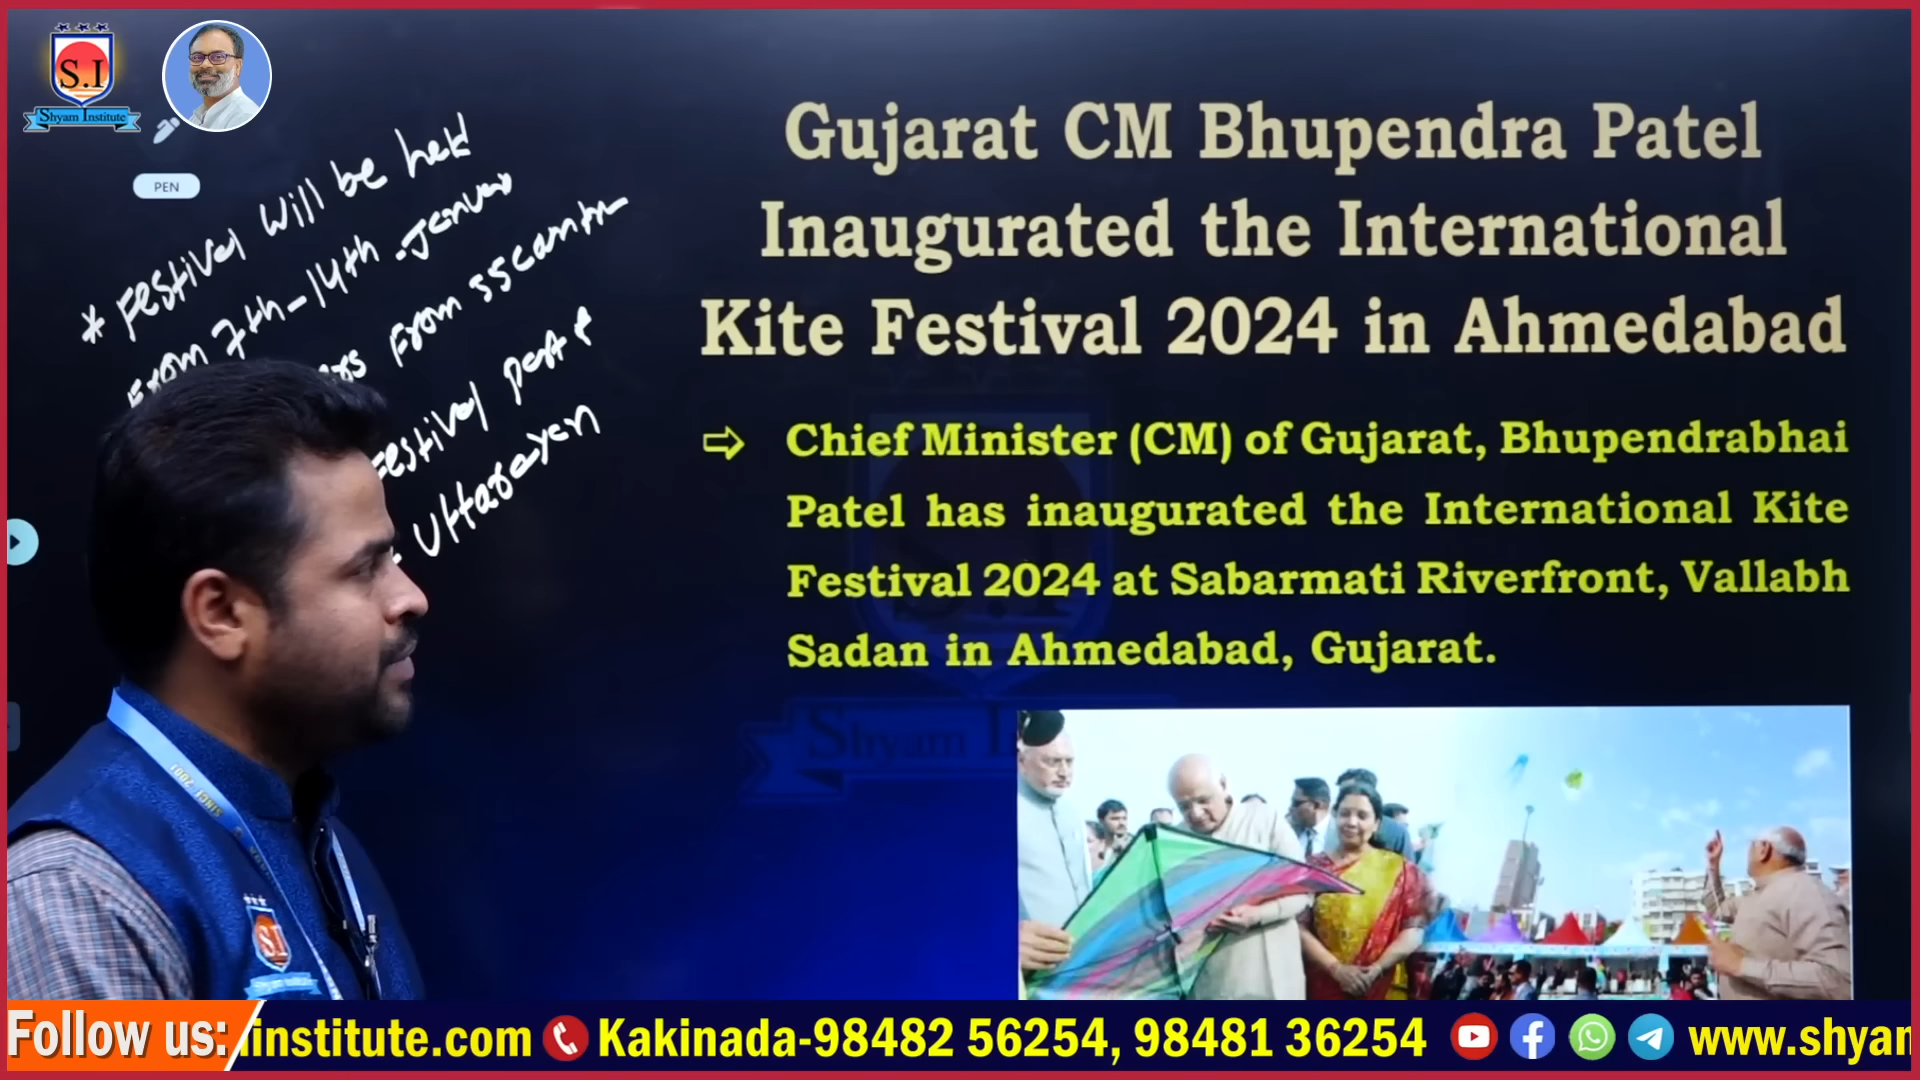 S.I
Shyam Institute
PEN
* Festival will be held
From 7th-14th
From 55
Festival
Uttarayan
Gujarat CM Bhupendra Patel
Inaugurated the International
Kite Festival 2024 in Ahmedabad
⇨ Chief Minister (CM) of Gujarat, Bhupendrabhai
Patel has inaugurated the International Kite
Festival 2024 at Sabarmati Riverfront, Vallabh
Sadan in Ahmedabad, Gujarat.
S.I
Shyam
SINCE 2001
S.I
Follow us:
institute.com Kakinada-98482 56254, 98481 36254 www.shyam